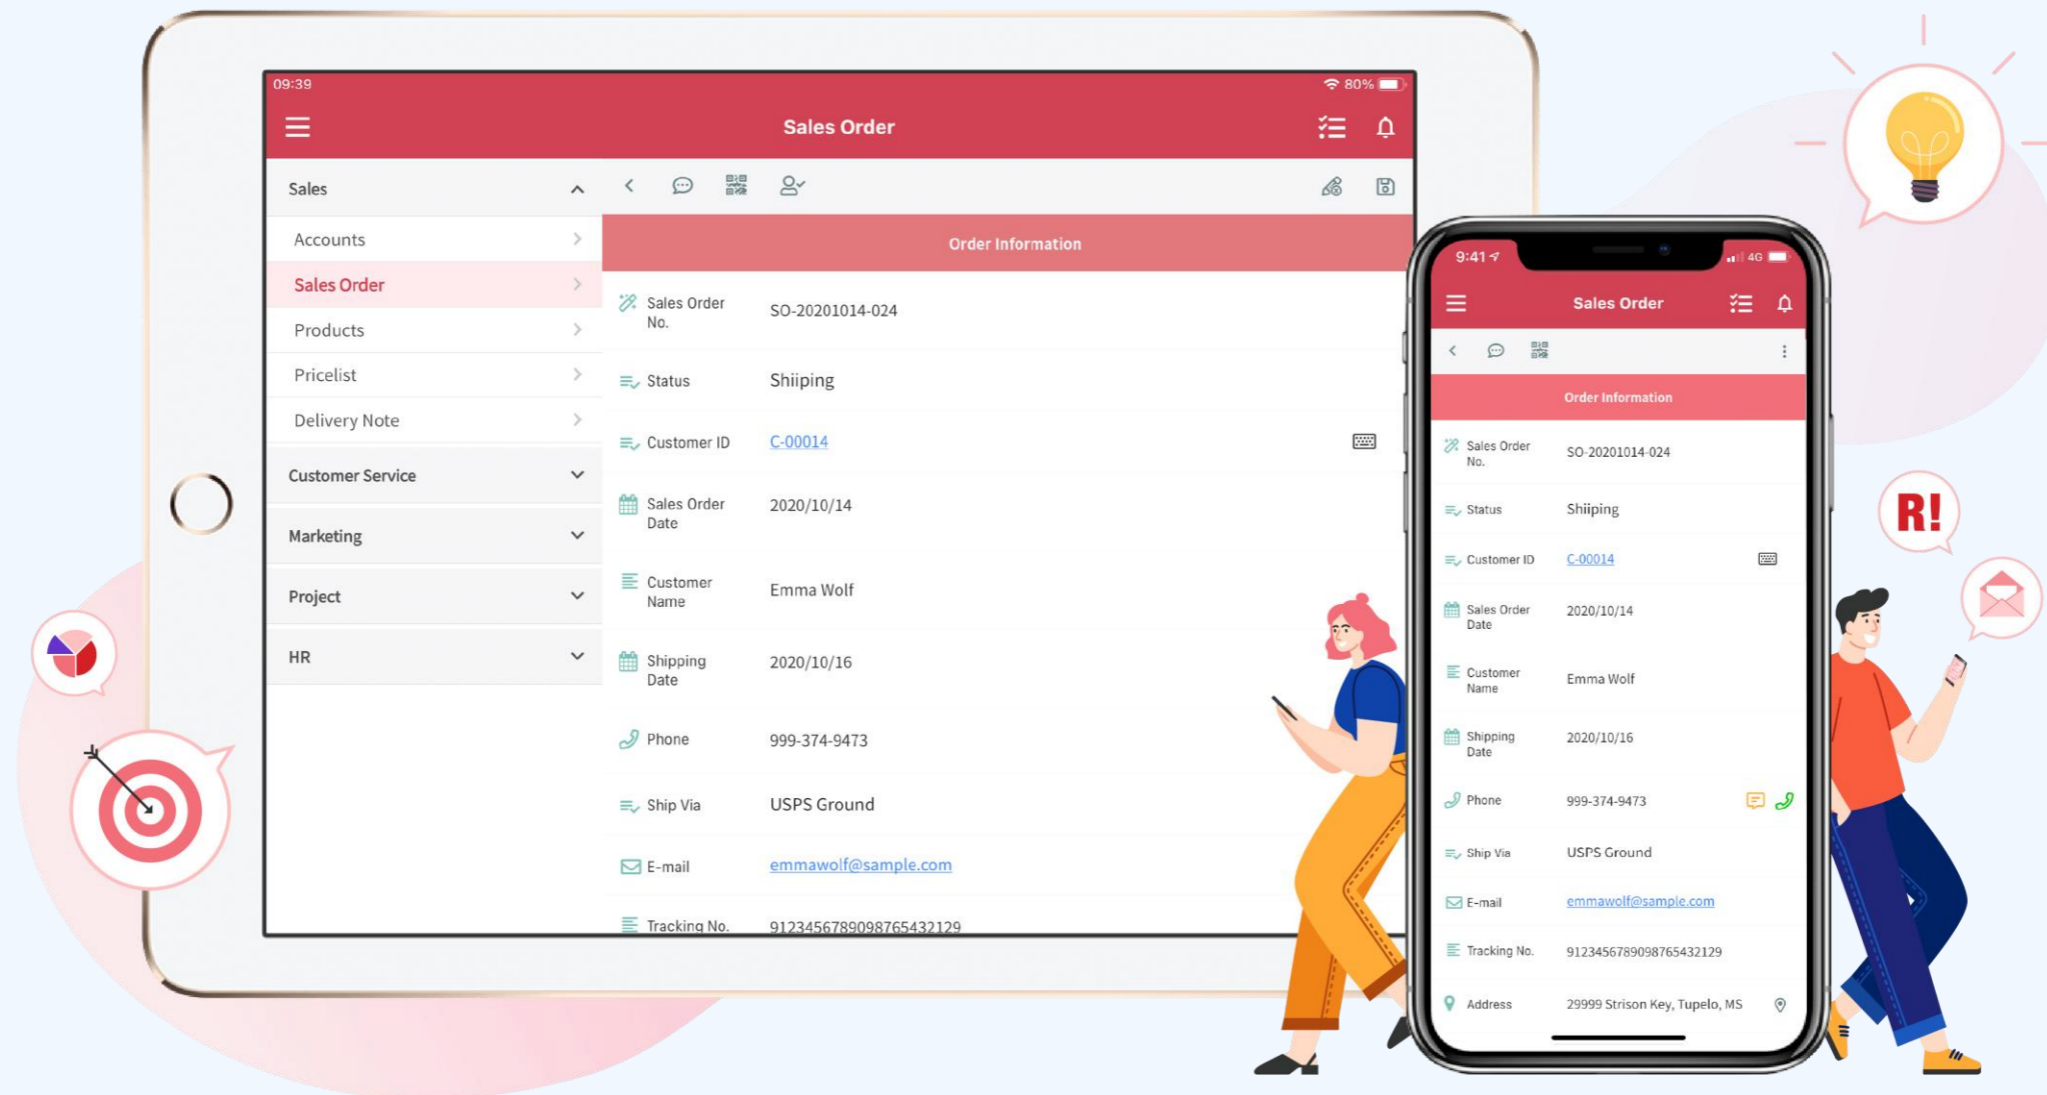 09:39
80%
Sales Order
Sales
Accounts
Sales Order
Products
Pricelist
Delivery Note
Customer Service
Marketing
Project
HR
Order Information
Sales Order
No.
SO-20201014-024
Status
Shiiping
Customer ID
C-00014
Sales Order
Date
2020/10/14
Customer
Name
Emma Wolf
Shipping
Date
2020/10/16
Phone
999-374-9473
Ship Via
USPS Ground
E-mail
emmawolf@sample.com
Tracking No.
9123456789098765432129
9:41
4G
Sales Order
Order Information
Sales Order
No.
SO-20201014-024
Status
Shiiping
Customer ID
C-00014
Sales Order
Date
2020/10/14
Customer
Name
Emma Wolf
Shipping
Date
2020/10/16
Phone
999-374-9473
Ship Via
USPS Ground
E-mail
emmawolf@sample.com
Tracking No.
9123456789098765432129
Address
29999 Strison Key, Tupelo, MS
R!